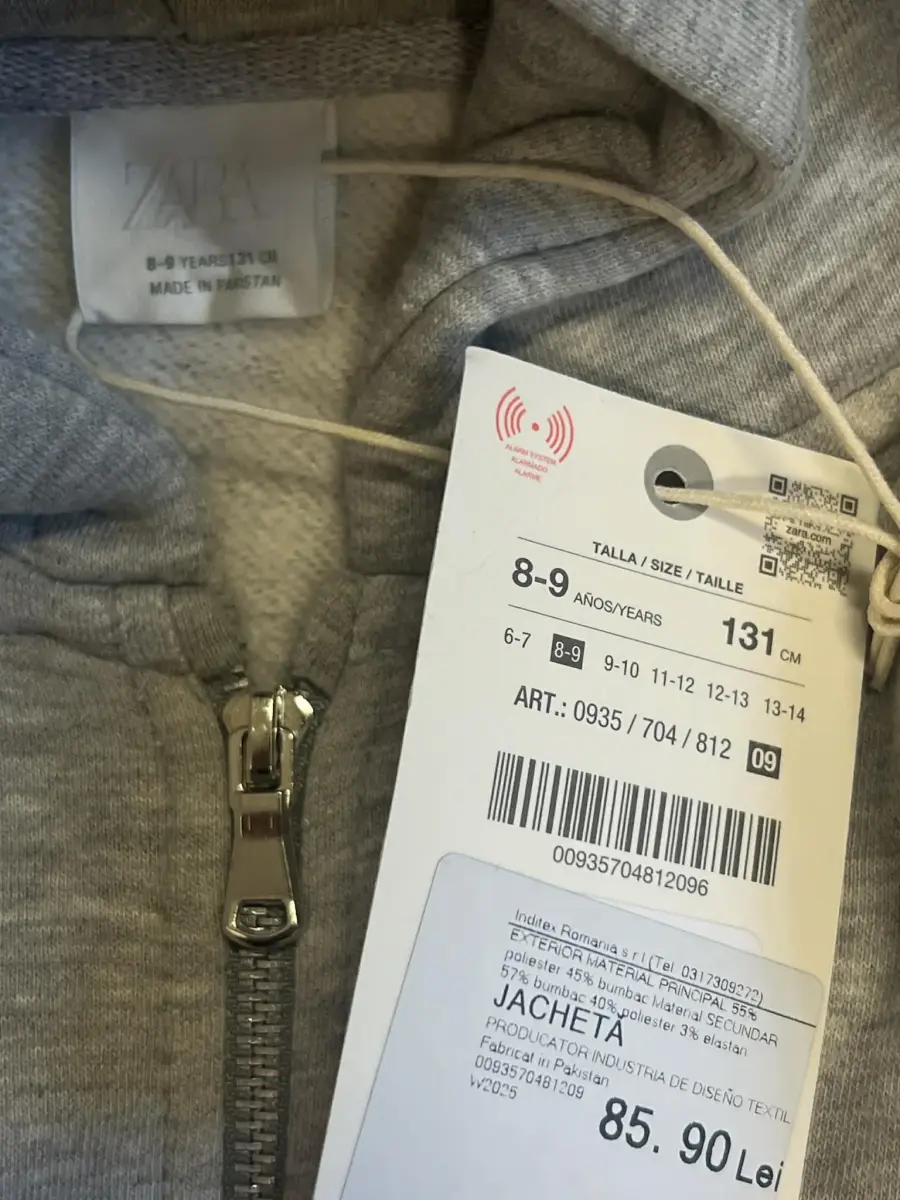 ZARA
8-9 YEARS 131 CM
MADE IN PAKISTAN
ALARM SYSTEM
ALARMADO
ALARME
zara.com
TALLA / SIZE / TAILLE
8-9 AÑOS/YEARS 131 CM
6-7 8-9 9-10 11-12 12-13 13-14
ART.: 0935 / 704 / 812 09
00935704812096
Inditex Romania s r l (Tel. 0317309272)
EXTERIOR MATERIAL PRINCIPAL 55%
poliester 45% bumbac Material SECUNDAR
57% bumbac 40% poliester 3% elastan
JACHETĂ
PRODUCATOR INDUSTRIA DE DISEÑO TEXTIL
Fabricat in Pakistan
0093570481209
W2025
85. 90 Lei